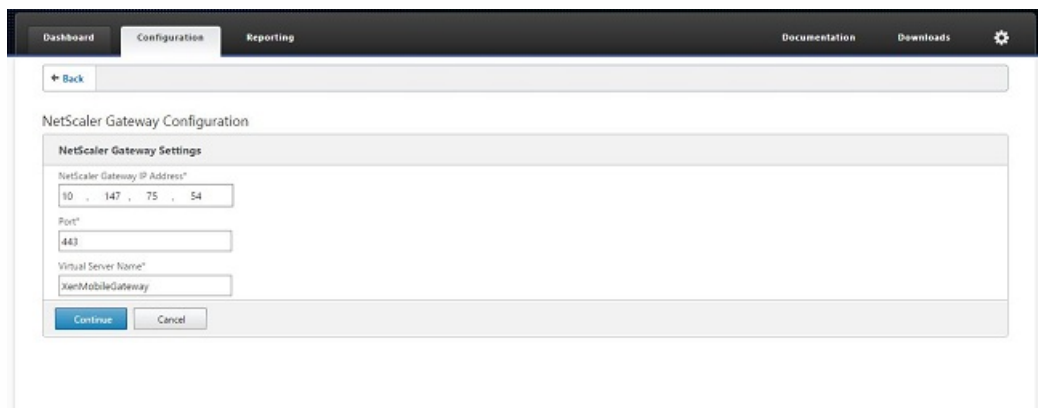 Dashboard Configuration Reporting Documentation Downloads
← Back
NetScaler Gateway Configuration
NetScaler Gateway Settings
NetScaler Gateway IP Address*
10 . 147 . 75 . 54
Port*
443
Virtual Server Name*
XenMobileGateway
Continue Cancel